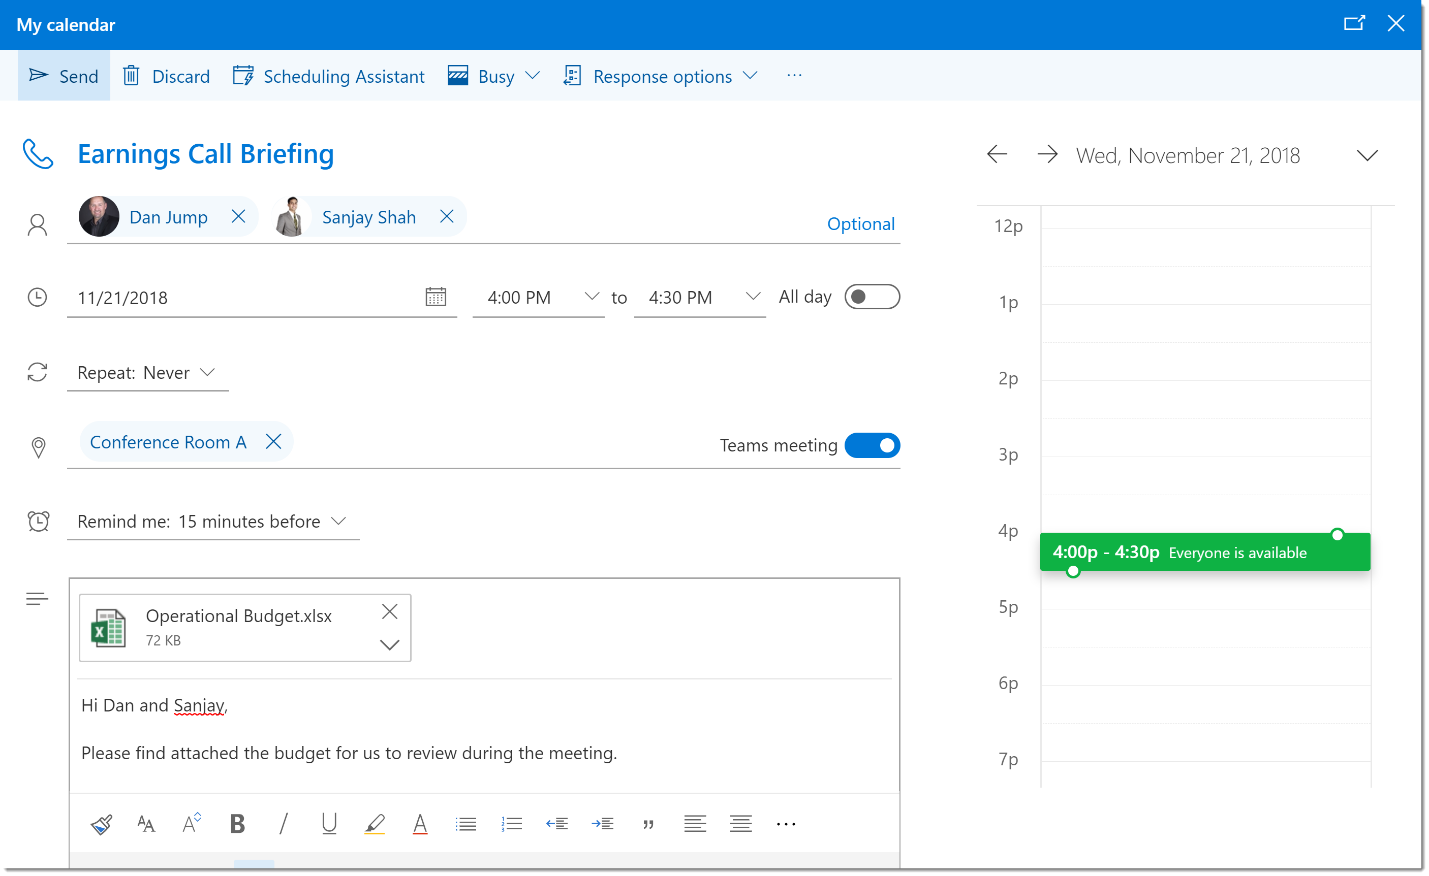 My calendar
Send Discard Scheduling Assistant Busy Response options ...
Earnings Call Briefing
Dan Jump Sanjay Shah Optional
11/21/2018 4:00 PM to 4:30 PM All day
Repeat: Never
Conference Room A Teams meeting
Remind me: 15 minutes before
Operational Budget.xlsx
72 KB
Hi Dan and Sanjay,
Please find attached the budget for us to review during the meeting.
Wed, November 21, 2018
12p
1p
2p
3p
4p
4:00p - 4:30p Everyone is available
5p
6p
7p